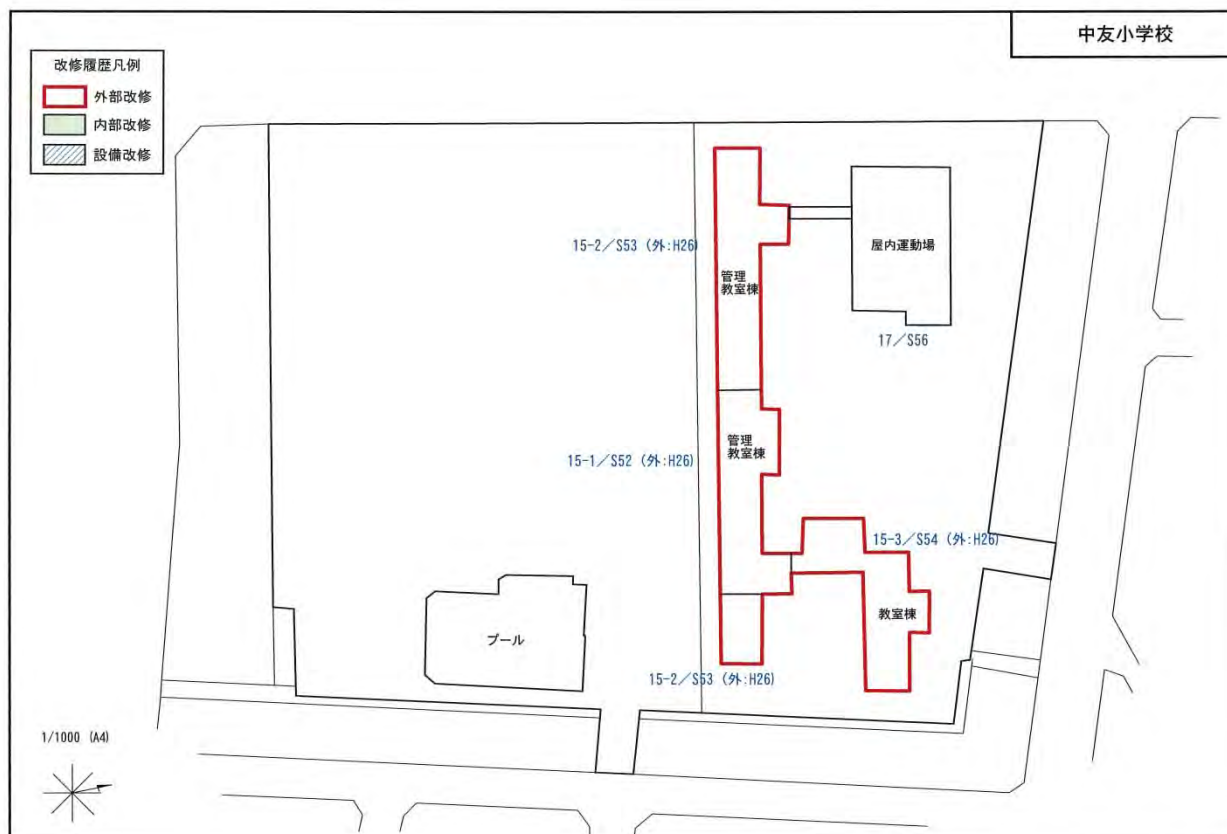 中友小学校
改修履歴凡例
外部改修
内部改修
設備改修
15-2/S53 (外:H26)
管理
教室棟
屋内運動場
17/S56
管理
教室棟
15-1/S52 (外:H26)
15-3/S54 (外:H26)
教室棟
プール
15-2/S53 (外:H26)
1/1000 (A4)